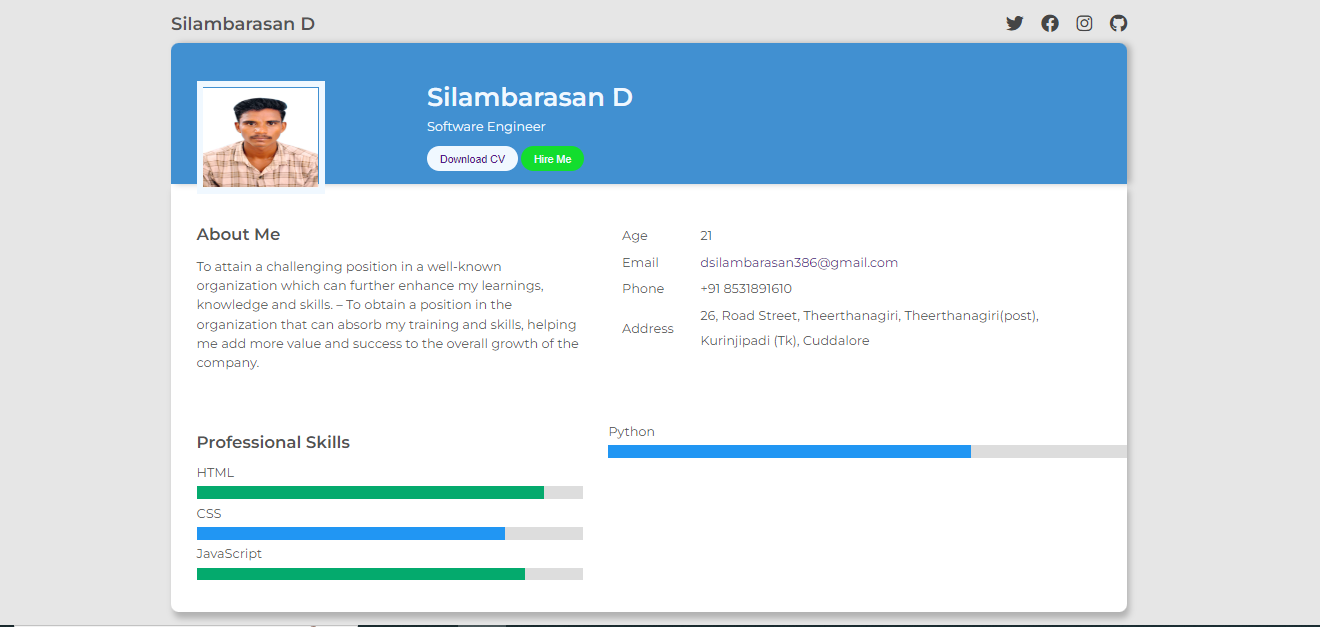 Silambarasan D
Silambarasan D
Software Engineer
Download CV
Hire Me
About Me
To attain a challenging position in a well-known
organization which can further enhance my learnings,
knowledge and skills. – To obtain a position in the
organization that can absorb my training and skills, helping
me add more value and success to the overall growth of the
company.
Age 21
Email dsilambarasan386@gmail.com
Phone +91 8531891610
Address 26, Road Street, Theerthanagiri, Theerthanagiri(post),
Kurinjipadi (Tk), Cuddalore
Professional Skills
HTML
CSS
JavaScript
Python